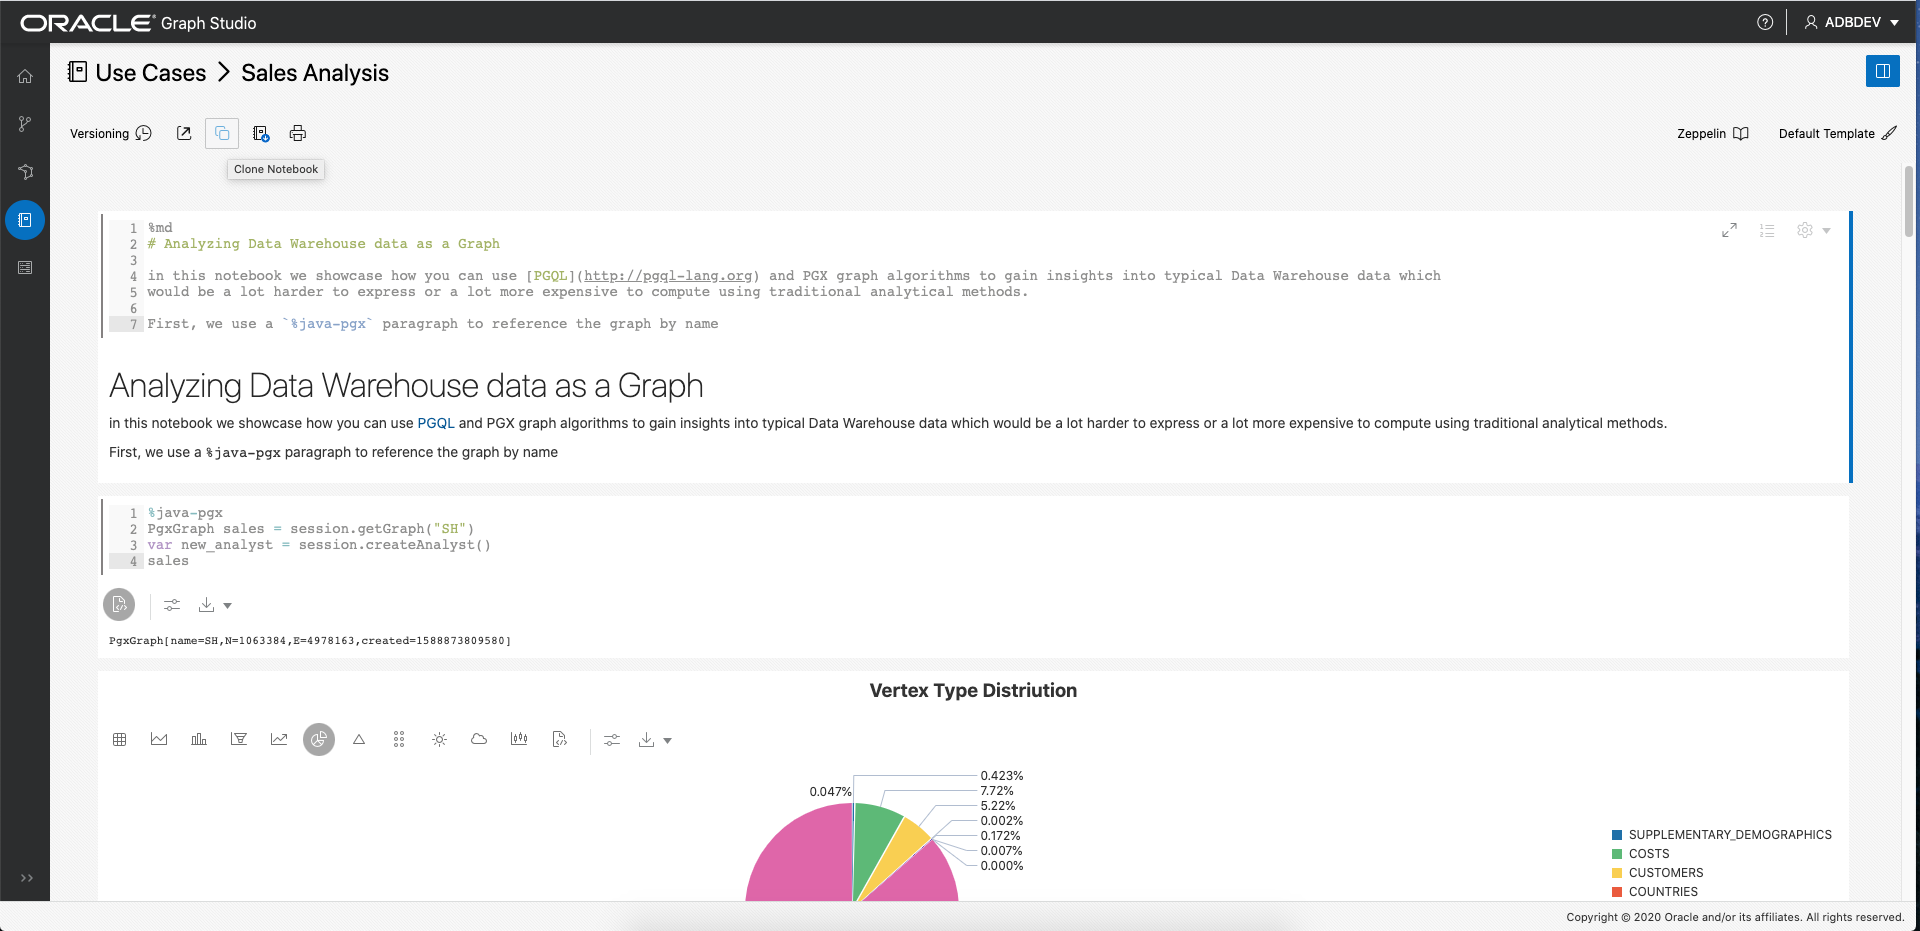 ORACLE Graph Studio
ADBDEV
Use Cases > Sales Analysis
Versioning
Zeppelin
Default Template
Clone Notebook
1 %md
2 # Analyzing Data Warehouse data as a Graph
3
4 in this notebook we showcase how you can use [PGQL](http://pgql-lang.org) and PGX graph algorithms to gain insights into typical Data Warehouse data which
5 would be a lot harder to express or a lot more expensive to compute using traditional analytical methods.
6
7 First, we use a `%java-pgx` paragraph to reference the graph by name
Analyzing Data Warehouse data as a Graph
in this notebook we showcase how you can use PGQL and PGX graph algorithms to gain insights into typical Data Warehouse data which would be a lot harder to express or a lot more expensive to compute using traditional analytical methods.
First, we use a %java-pgx paragraph to reference the graph by name
1 %java-pgx
2 PgxGraph sales = session.getGraph("SH")
3 var new_analyst = session.createAnalyst()
4 sales
PgxGraph[name=SH,N=1063384,E=4978163,created=1588873809580]
Vertex Type Distriution
0.047%
0.423%
7.72%
5.22%
0.002%
0.172%
0.007%
0.000%
SUPPLEMENTARY_DEMOGRAPHICS
COSTS
CUSTOMERS
COUNTRIES
Copyright © 2020 Oracle and/or its affiliates. All rights reserved.